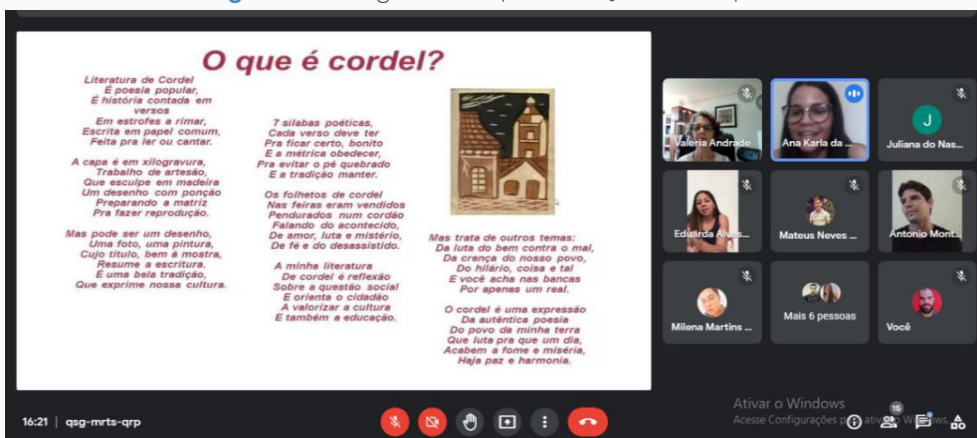 O que é cordel?
Literatura de Cordel
É poesia popular,
É história contada em
versos
Em estrofes a rimar,
Escrita em papel comum,
Feita pra ler ou cantar.
A capa é em xilogravura,
Trabalho de artesão,
Que esculpe em madeira
Um desenho com ponção
Preparando a matriz
Pra fazer reprodução.
Mas pode ser um desenho,
Uma foto, uma pintura,
Cujo titulo, bem à mostra,
Resume a escritura.
É uma bela tradição,
Que exprime nossa cultura.
7 sílabas poéticas,
Cada verso deve ter
Pra ficar certo, bonito
E a métrica obedecer,
Pra evitar o pé quebrado
E a tradição manter.
Os folhetos de cordel
Nas feiras eram vendidos
Pendurados num cordão
Falando do acontecido,
De amor, luta e mistério,
De fé e do desassistido.
A minha literatura
De cordel é reflexão
Sobre a questão social
E orienta o cidadão
A valorizar a cultura
E também a educação.
Mas trata de outros temas:
Da luta do bem contra o mal,
Da crença do nosso povo,
Do hilário, coisa e tal
E você acha nas bancas
Por apenas um real.
O cordel é uma expressão
Da autêntica poesia
Do povo da minha terra
Que luta pra que um dia,
Acabem a fome e miséria,
Haja paz e harmonia.
Valeria Andrade
Ana Karla da ...
J
Juliana do Nas...
Eduarda Alves...
Mateus Neves ...
Antonio Mont...
Milena Martins ...
Mais 6 pessoas
Você
16:21 | qsg-mrts-qrp
15
Ativar o Windows
Acesse Configurações